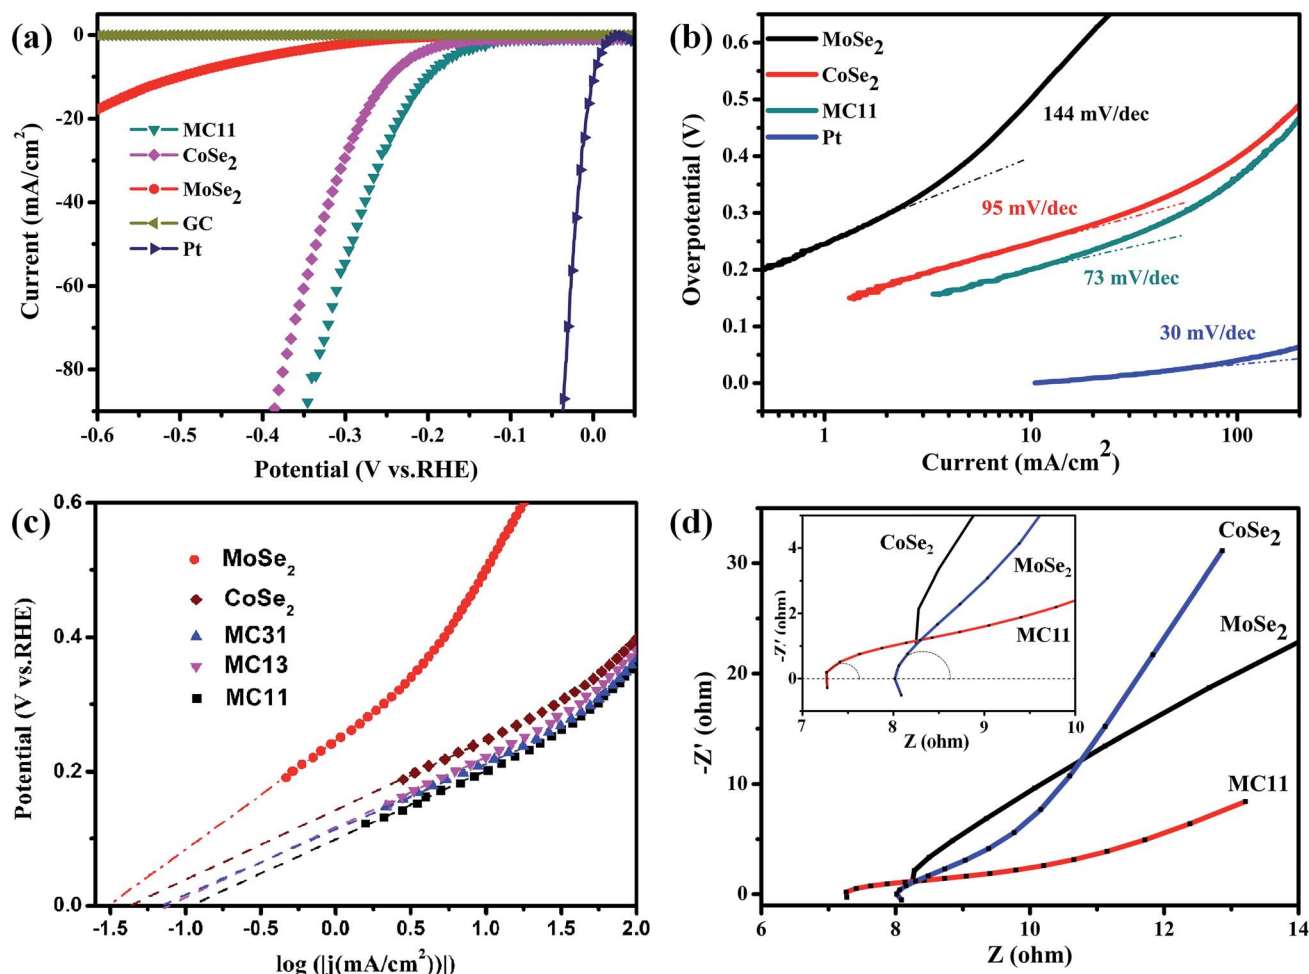 (a)
0
-20
-40
-60
-80
Current (mA/cm²)
MC11
CoSe₂
MoSe₂
GC
Pt
-0.6 -0.5 -0.4 -0.3 -0.2 -0.1 0.0
Potential (V vs.RHE)
(b)
0.6
0.5
0.4
0.3
0.2
0.1
0.0
Overpotential (V)
MoSe₂
CoSe₂
MC11
Pt
144 mV/dec
95 mV/dec
73 mV/dec
30 mV/dec
1 10 100
Current (mA/cm²)
(c)
0.6
0.4
0.2
0.0
Potential (V vs.RHE)
MoSe₂
CoSe₂
MC31
MC13
MC11
-1.5 -1.0 -0.5 0.0 0.5 1.0 1.5 2.0
log (|j(mA/cm²))|)
(d)
30
20
10
0
-Z' (ohm)
CoSe₂
MoSe₂
MC11
4
2
0
-Z' (ohm)
CoSe₂
MoSe₂
MC11
7 8 9 10
Z (ohm)
6 8 10 12 14
Z (ohm)